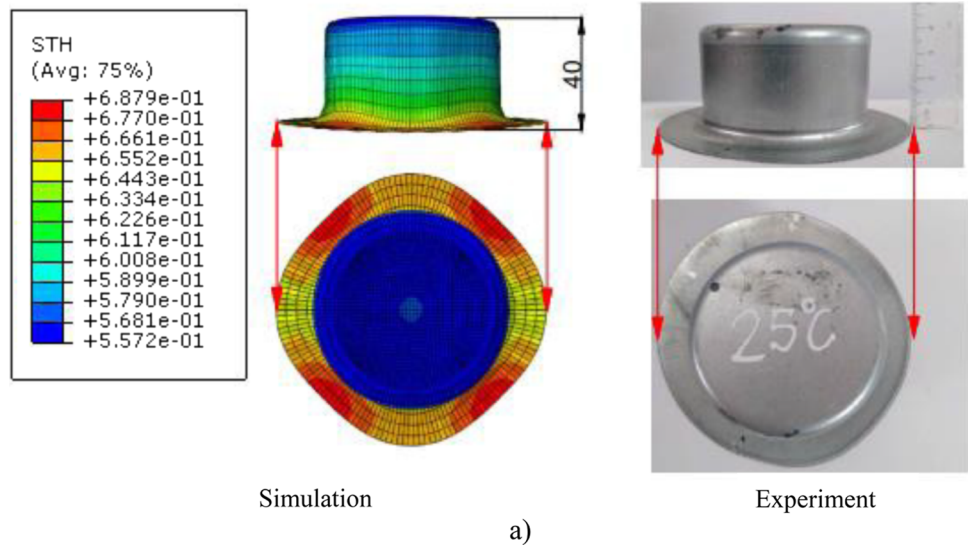 STH
(Avg: 75%)
+6.879e-01
+6.770e-01
+6.661e-01
+6.552e-01
+6.443e-01
+6.334e-01
+6.226e-01
+6.117e-01
+6.008e-01
+5.899e-01
+5.790e-01
+5.681e-01
+5.572e-01
40
25°C
Simulation
Experiment
a)